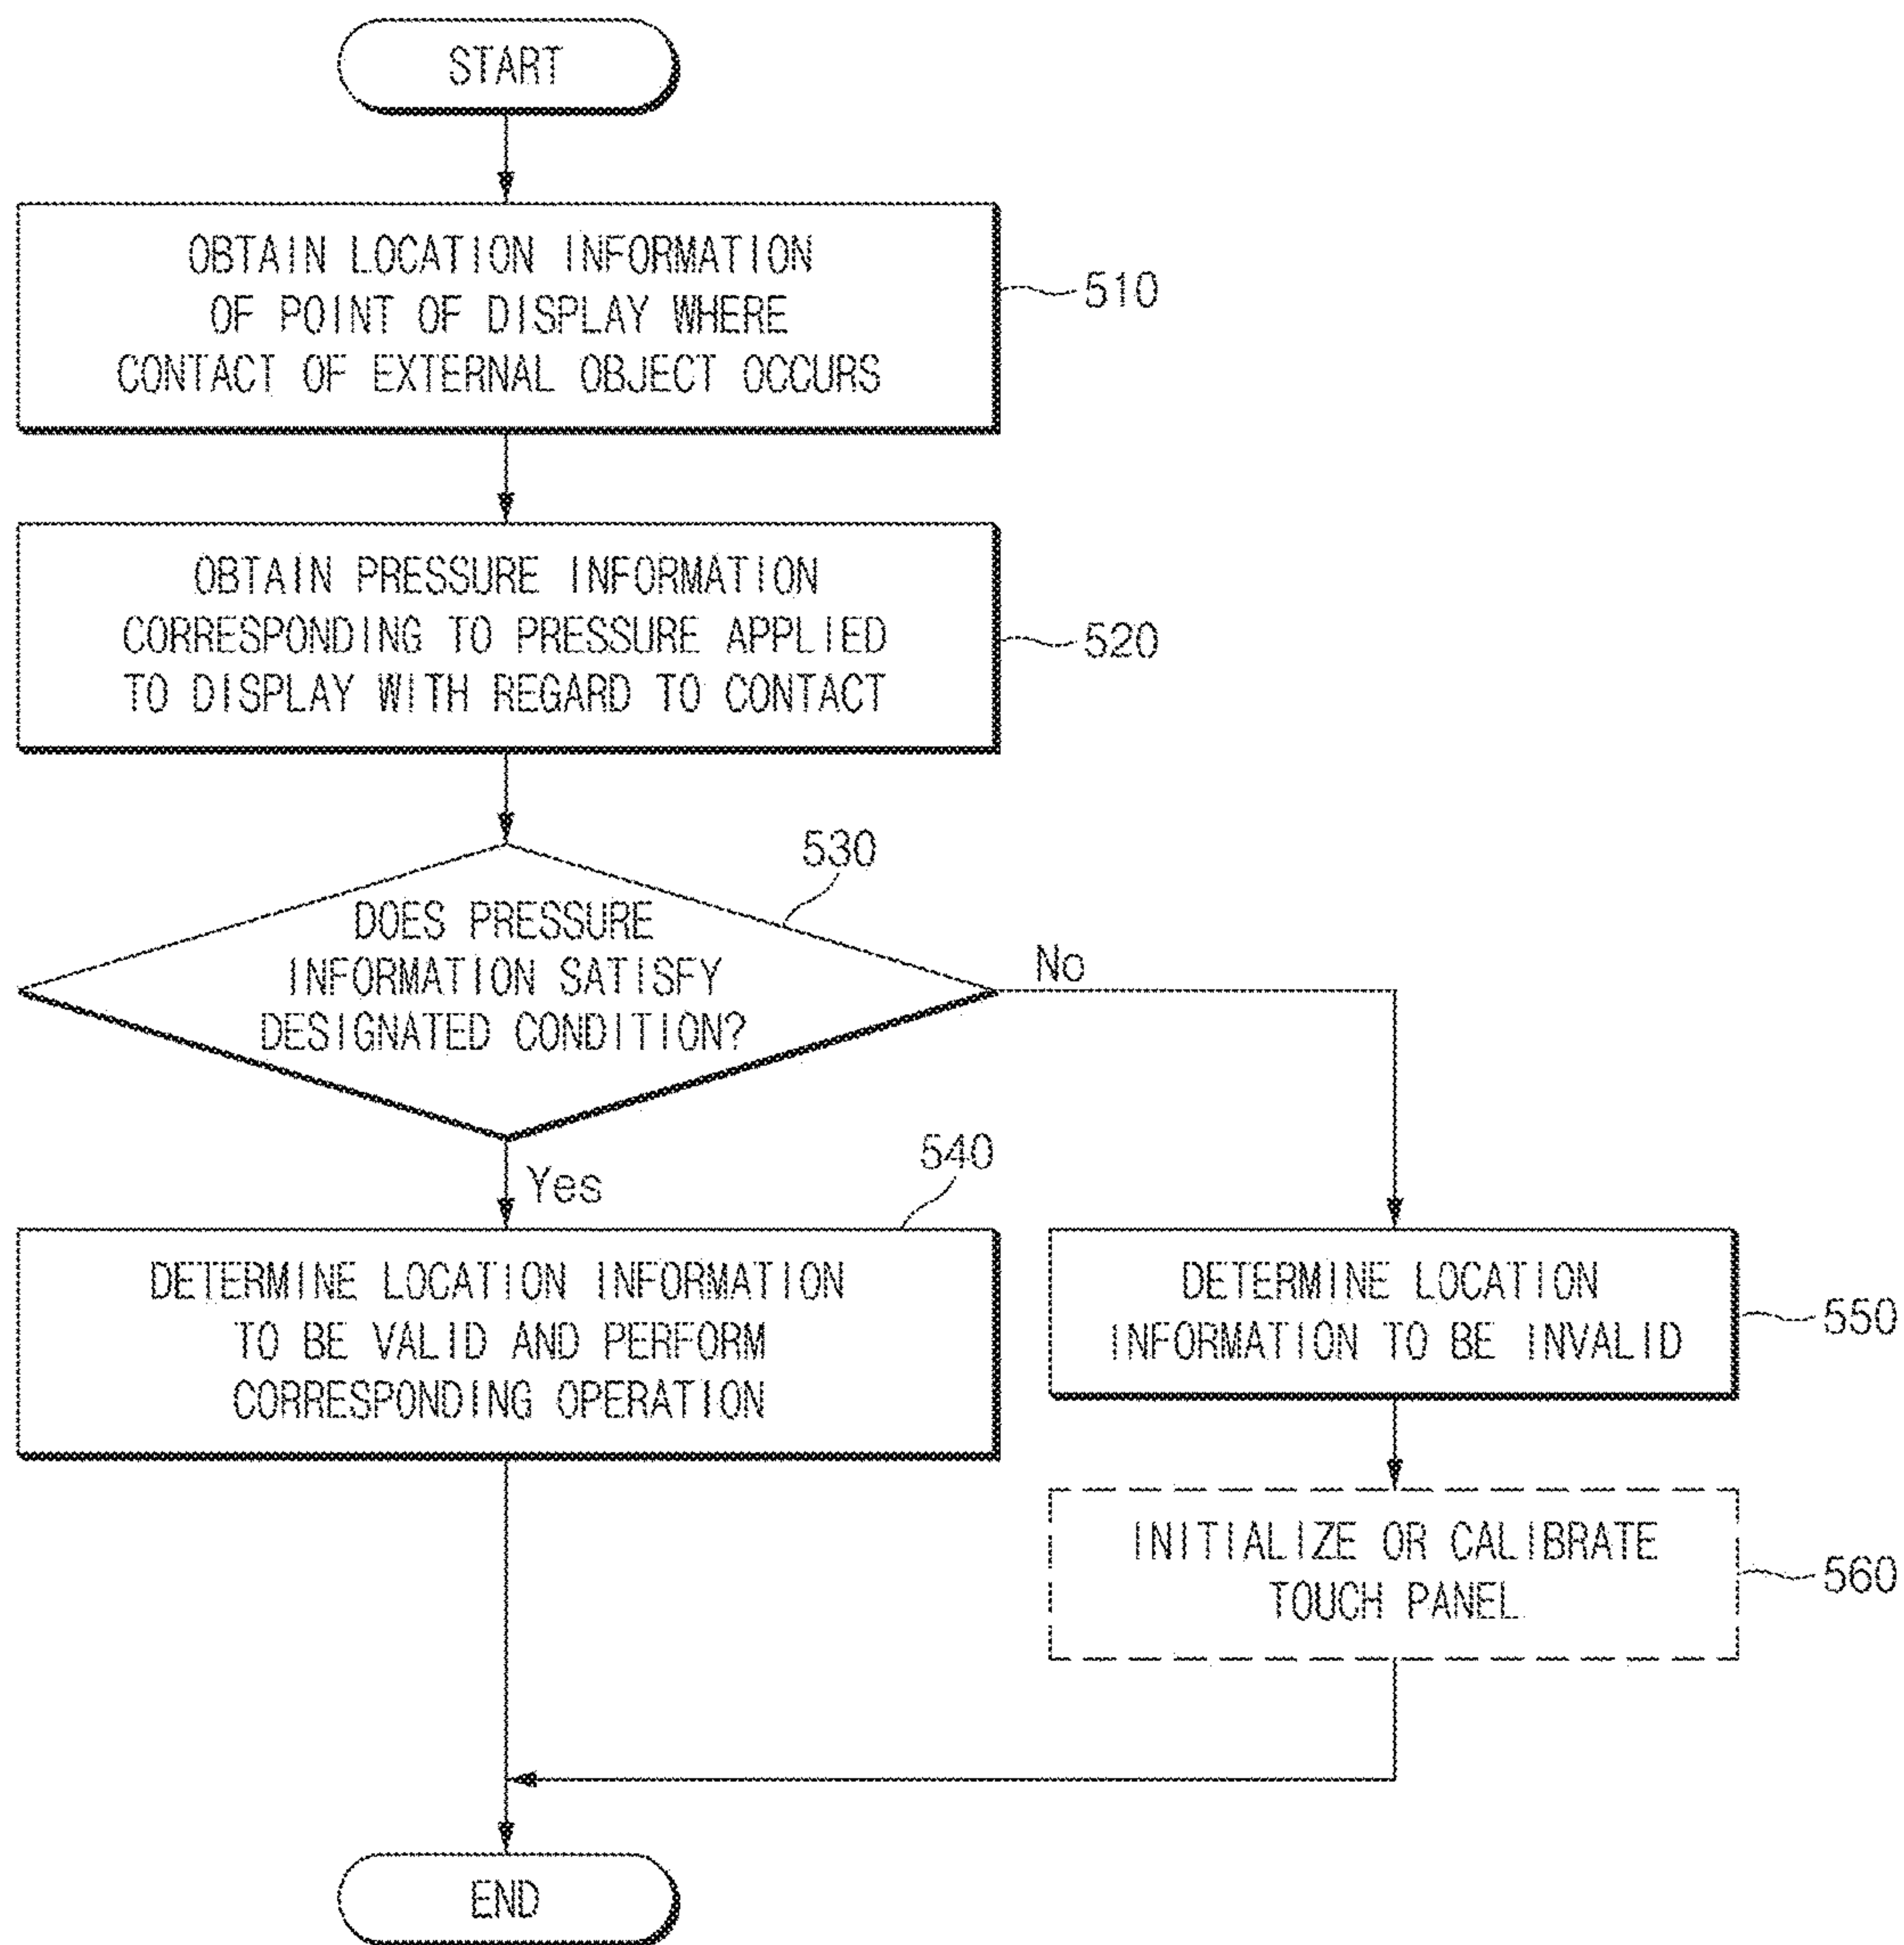 START
OBTAIN LOCATION INFORMATION
OF POINT OF DISPLAY WHERE
CONTACT OF EXTERNAL OBJECT OCCURS
510
OBTAIN PRESSURE INFORMATION
CORRESPONDING TO PRESSURE APPLIED
TO DISPLAY WITH REGARD TO CONTACT
520
530
DOES PRESSURE
INFORMATION SATISFY
DESIGNATED CONDITION?
No
Yes
540
DETERMINE LOCATION INFORMATION
TO BE VALID AND PERFORM
CORRESPONDING OPERATION
DETERMINE LOCATION
INFORMATION TO BE INVALID
550
INITIALIZE OR CALIBRATE
TOUCH PANEL
560
END